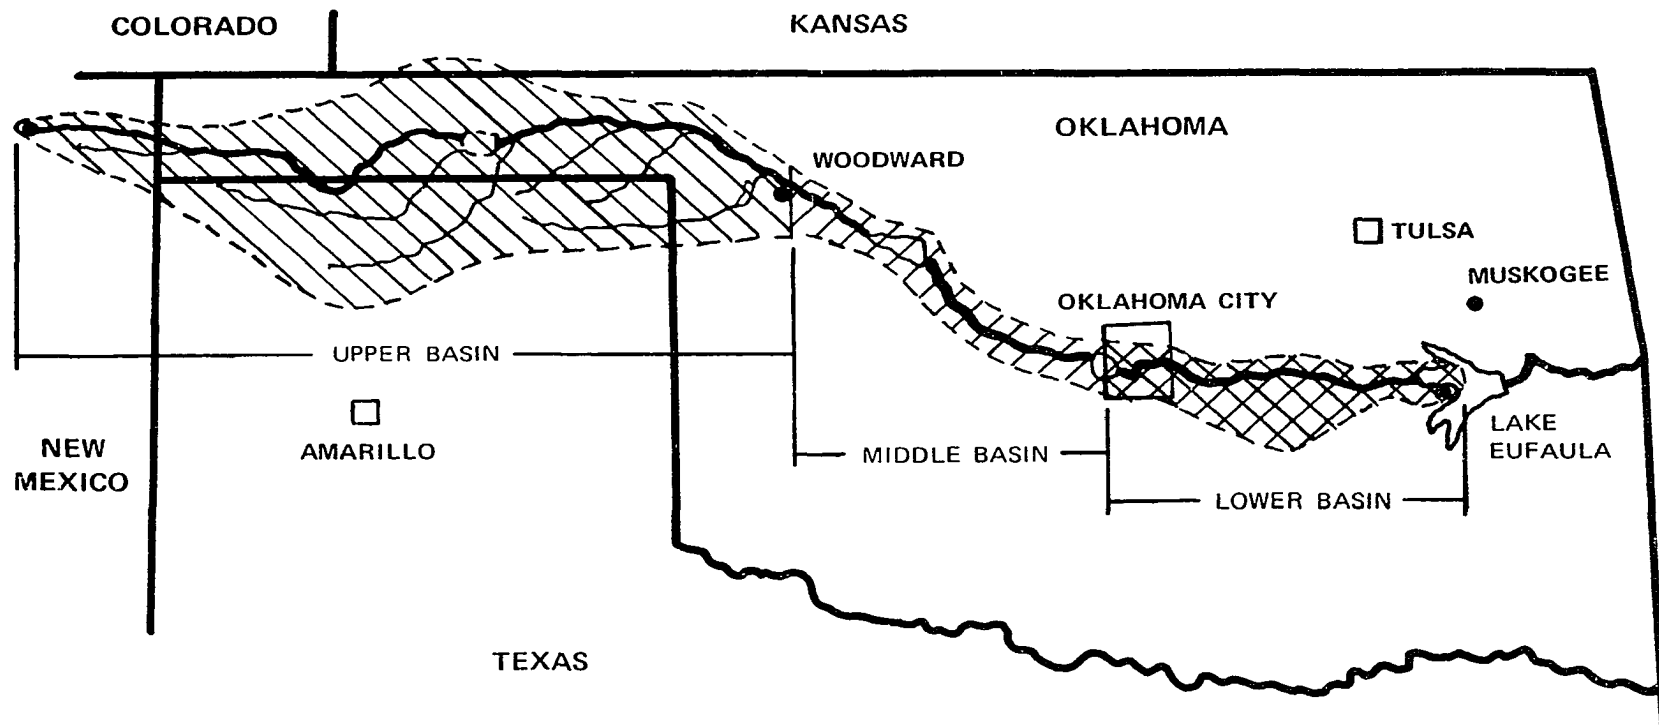 COLORADO
KANSAS
OKLAHOMA
WOODWARD
TULSA
MUSKOGEE
OKLAHOMA CITY
UPPER BASIN
AMARILLO
NEW
MEXICO
MIDDLE BASIN
LAKE
EUFAULA
LOWER BASIN
TEXAS